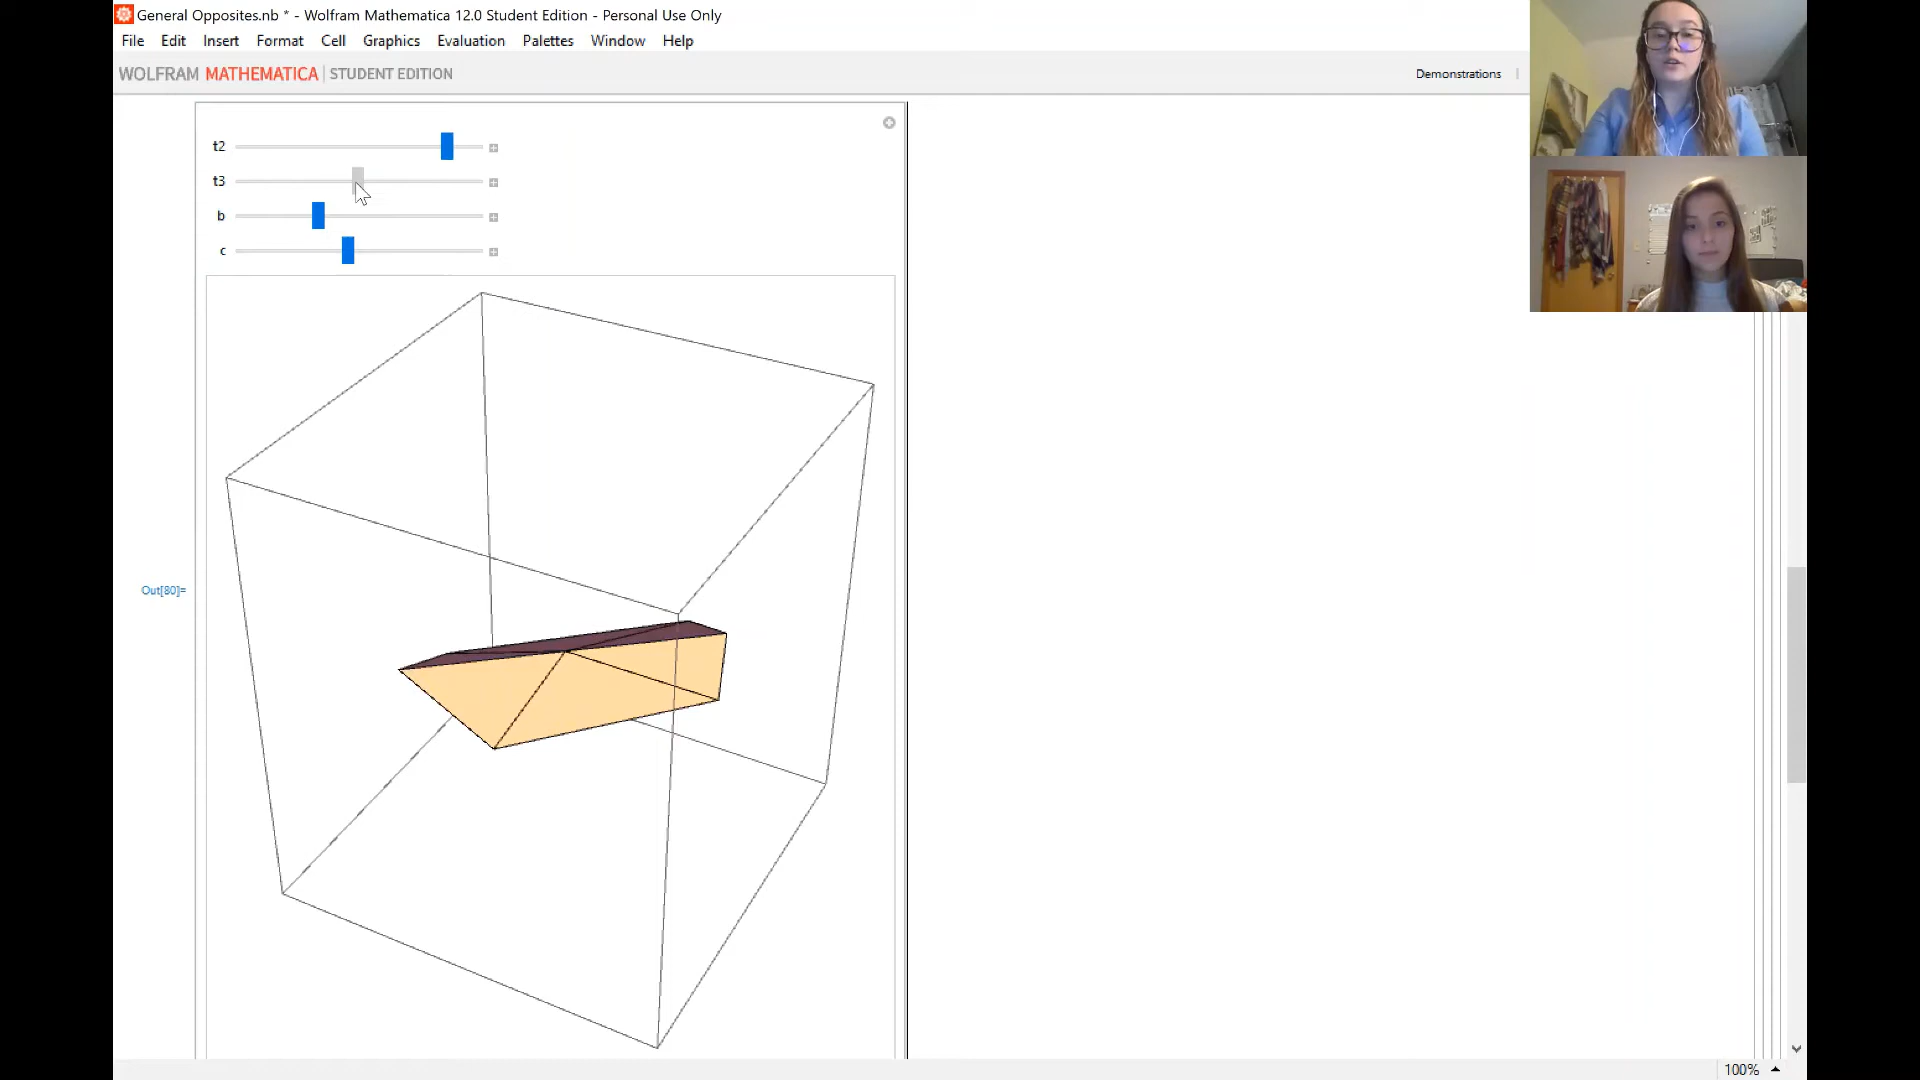 General Opposites.nb * - Wolfram Mathematica 12.0 Student Edition - Personal Use Only
File Edit Insert Format Cell Graphics Evaluation Palettes Window Help
WOLFRAM MATHEMATICA | STUDENT EDITION
Demonstrations
t2
t3
b
c
Out[80]=
100%